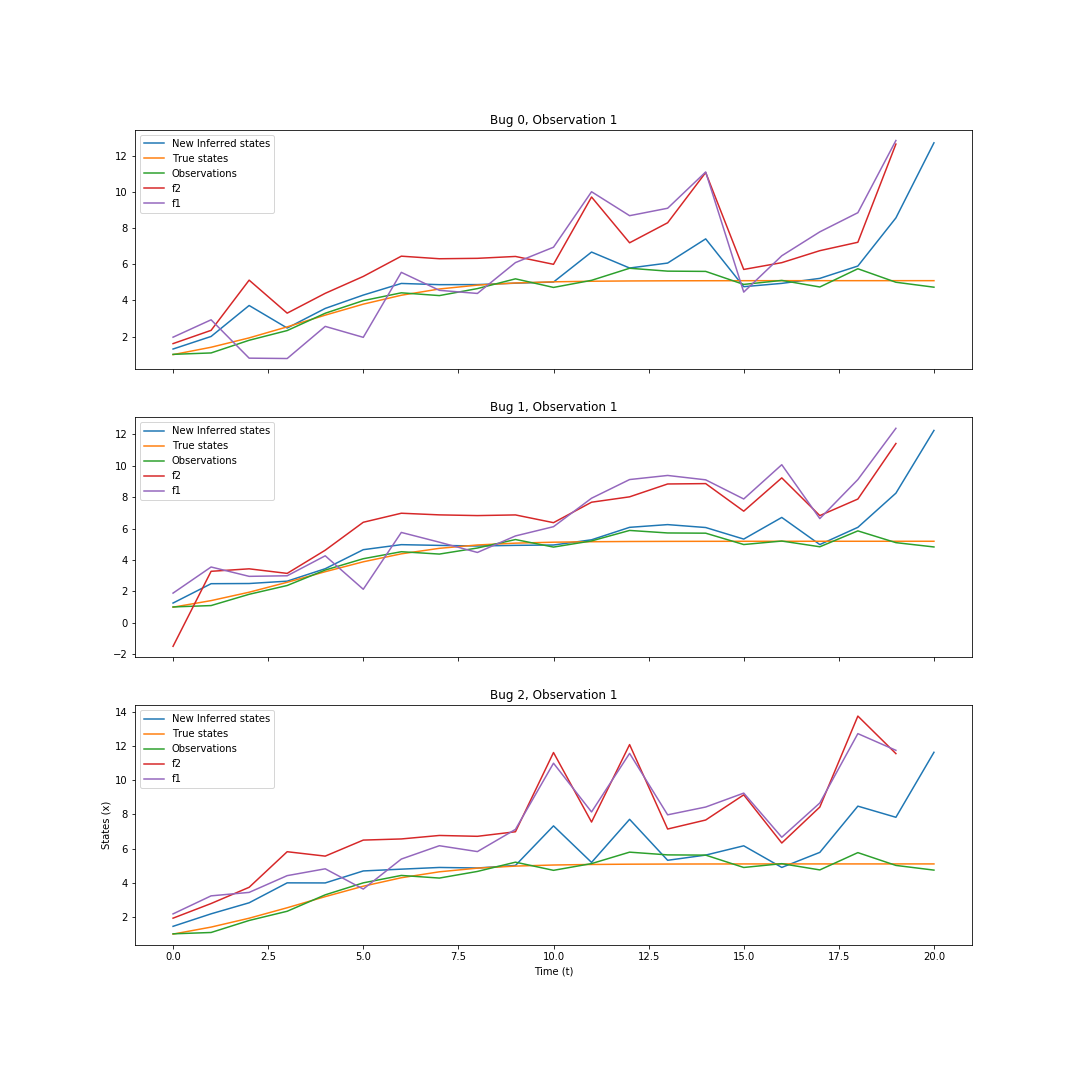 Bug 0, Observation 1
New Inferred states
True states
Observations
f2
f1
12
10
8
6
4
2
Bug 1, Observation 1
New Inferred states
True states
Observations
f2
f1
12
10
8
6
4
2
0
−2
Bug 2, Observation 1
New Inferred states
True states
Observations
f2
f1
14
12
10
8
6
4
2
States (x)
0.0 2.5 5.0 7.5 10.0 12.5 15.0 17.5 20.0
Time (t)